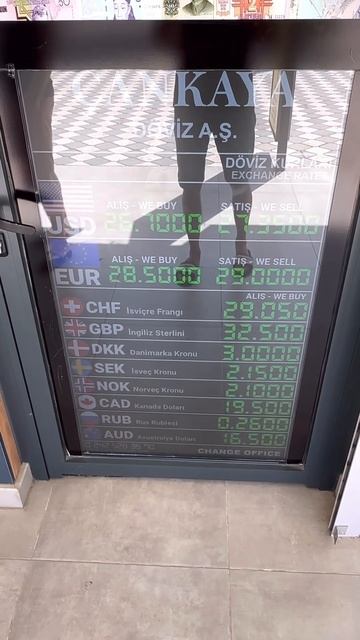 ÇANKAYA
DÖVİZ A.Ş.
DÖVİZ KURLARI
EXCHANGE RATES
ALIŞ - WE BUY SATIŞ - WE SELL
USD 26.7000 27.3500
ALIŞ - WE BUY SATIŞ - WE SELL
EUR 28.5000 29.0000
ALIŞ - WE BUY
CHF İsviçre Frangı 29.050
GBP İngiliz Sterlini 32.500
DKK Danimarka Kronu 3.0000
SEK İsveç Kronu 2.1500
NOK Norveç Kronu 2.1000
CAD Kanada Doları 19.500
RUB Rus Rublesi 0.2600
AUD Avustralya Doları 16.500
CHANGE OFFICE